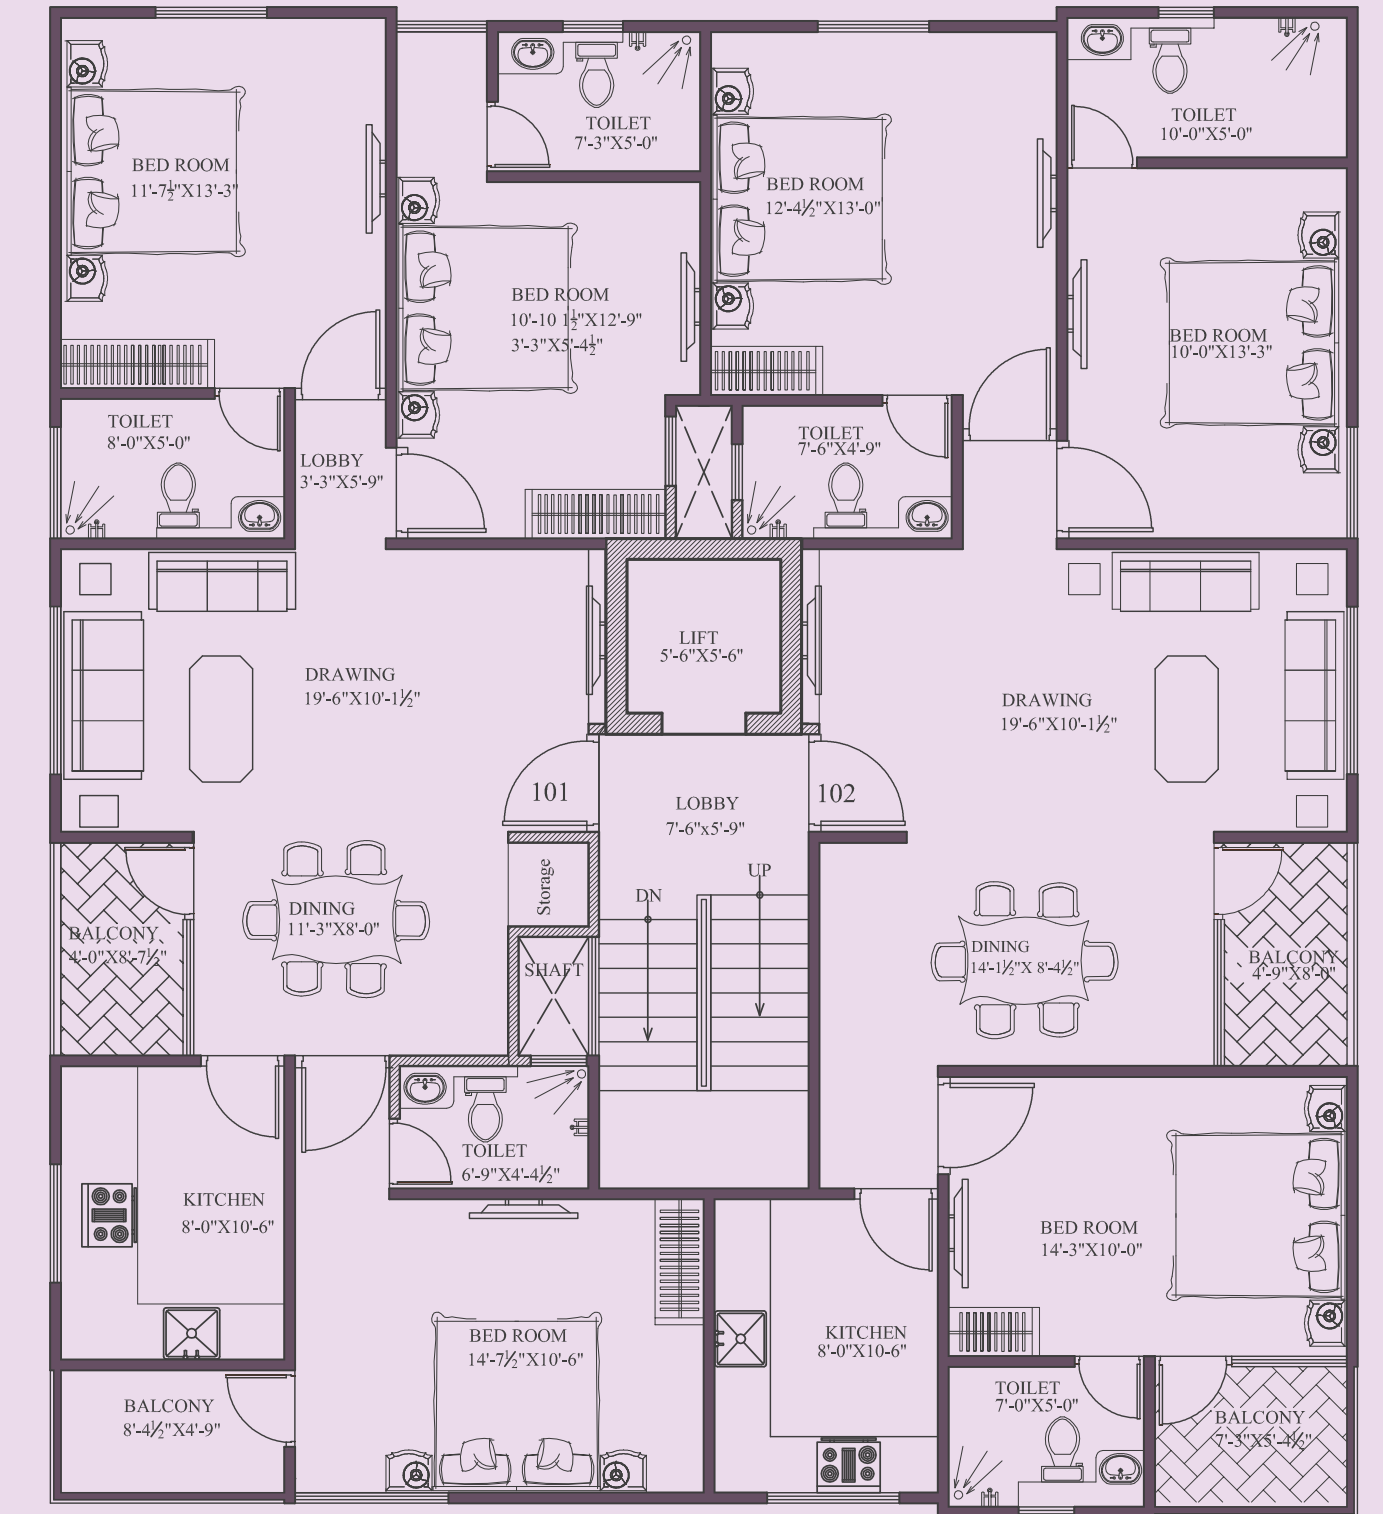 TOILET
7'-3"X5'-0"
TOILET
10'-0"X5'-0"
BED ROOM
11'-7½"X13'-3"
BED ROOM
12'-4½"X13'-0"
BED ROOM
10'-10 1½"X12'-9"
3'-3"X5'-4½"
BED ROOM
10'-0"X13'-3"
TOILET
8'-0"X5'-0"
LOBBY
3'-3"X5'-9"
TOILET
7'-6"X4'-9"
LIFT
5'-6"X5'-6"
DRAWING
19'-6"X10'-1½"
DRAWING
19'-6"X10'-1½"
101
LOBBY
7'-6"x5'-9"
102
Storage
DN
UP
DINING
11'-3"X8'-0"
BALCONY
4'-0"X8'-7½"
SHAFT
DINING
14'-1½"X 8'-4½"
BALCONY
4'-9"X8'-0"
TOILET
6'-9"X4'-4½"
KITCHEN
8'-0"X10'-6"
BED ROOM
14'-3"X10'-0"
BED ROOM
14'-7½"X10'-6"
KITCHEN
8'-0"X10-6"
BALCONY
8'-4½"X4'-9"
TOILET
7'-0"X5'-0"
BALCONY
7'-3"X5'-4½"